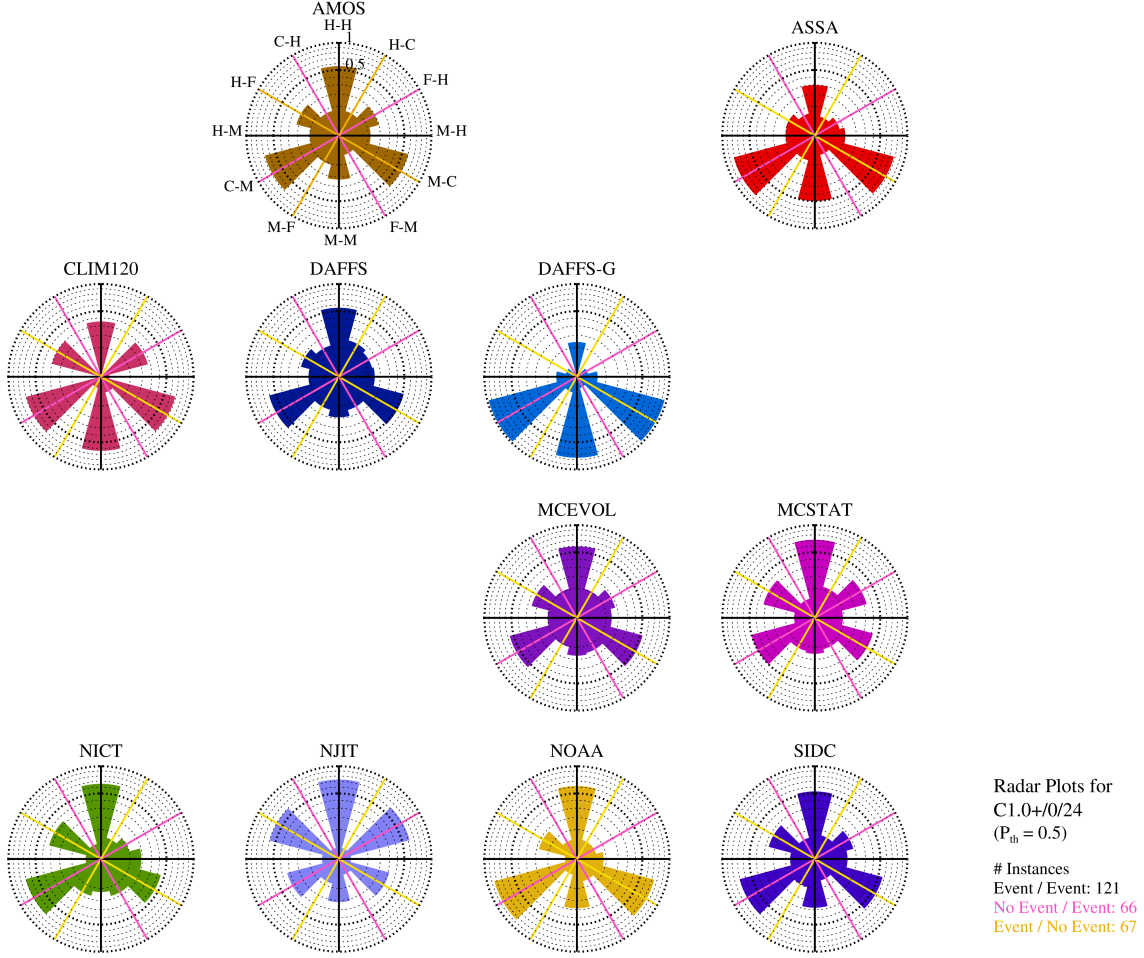 AMOS
H-H
1
C-H
H-C
0.5
H-F
F-H
H-M
M-H
C-M
M-C
M-F
F-M
M-M
ASSA
CLIM120
DAFFS
DAFFS-G
MCEVOL
MCSTAT
NICT
NJIT
NOAA
SIDC
Radar Plots for
C1.0+/0/24
(Pth = 0.5)
# Instances
Event / Event: 121
No Event / Event: 66
Event / No Event: 67